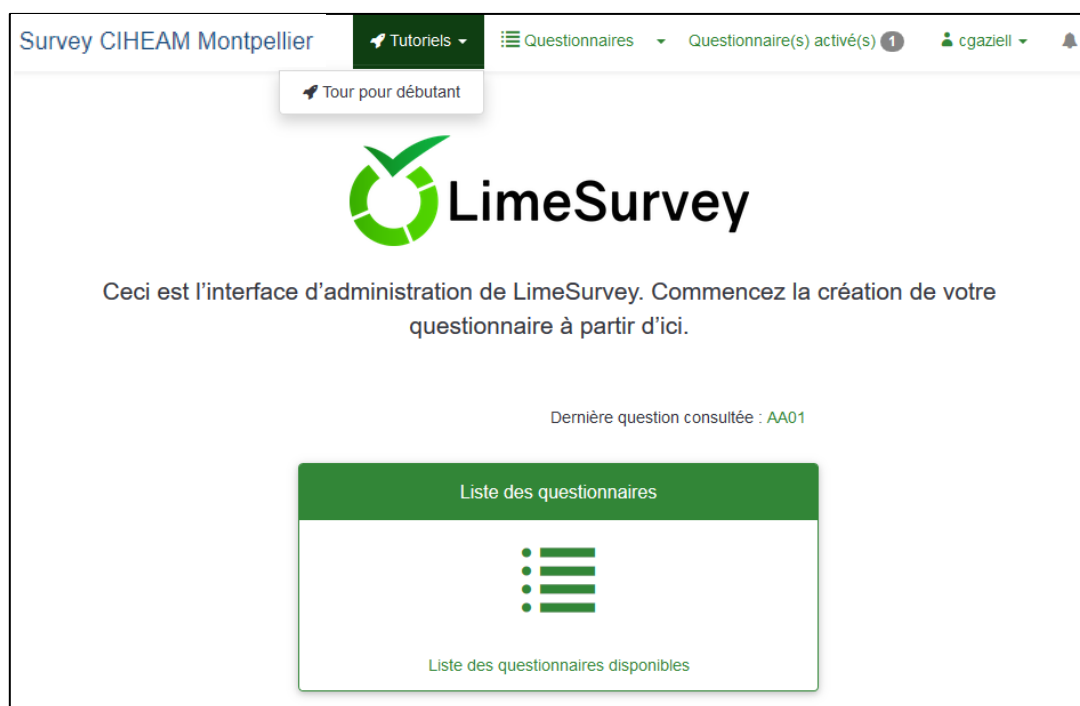 Survey CIHEAM Montpellier Tutoriels Questionnaires Questionnaire(s) activé(s) 1 cgaziell
Tour pour débutant
LimeSurvey
Ceci est l’interface d’administration de LimeSurvey. Commencez la création de votre
questionnaire à partir d’ici.
Dernière question consultée : AA01
Liste des questionnaires
Liste des questionnaires disponibles